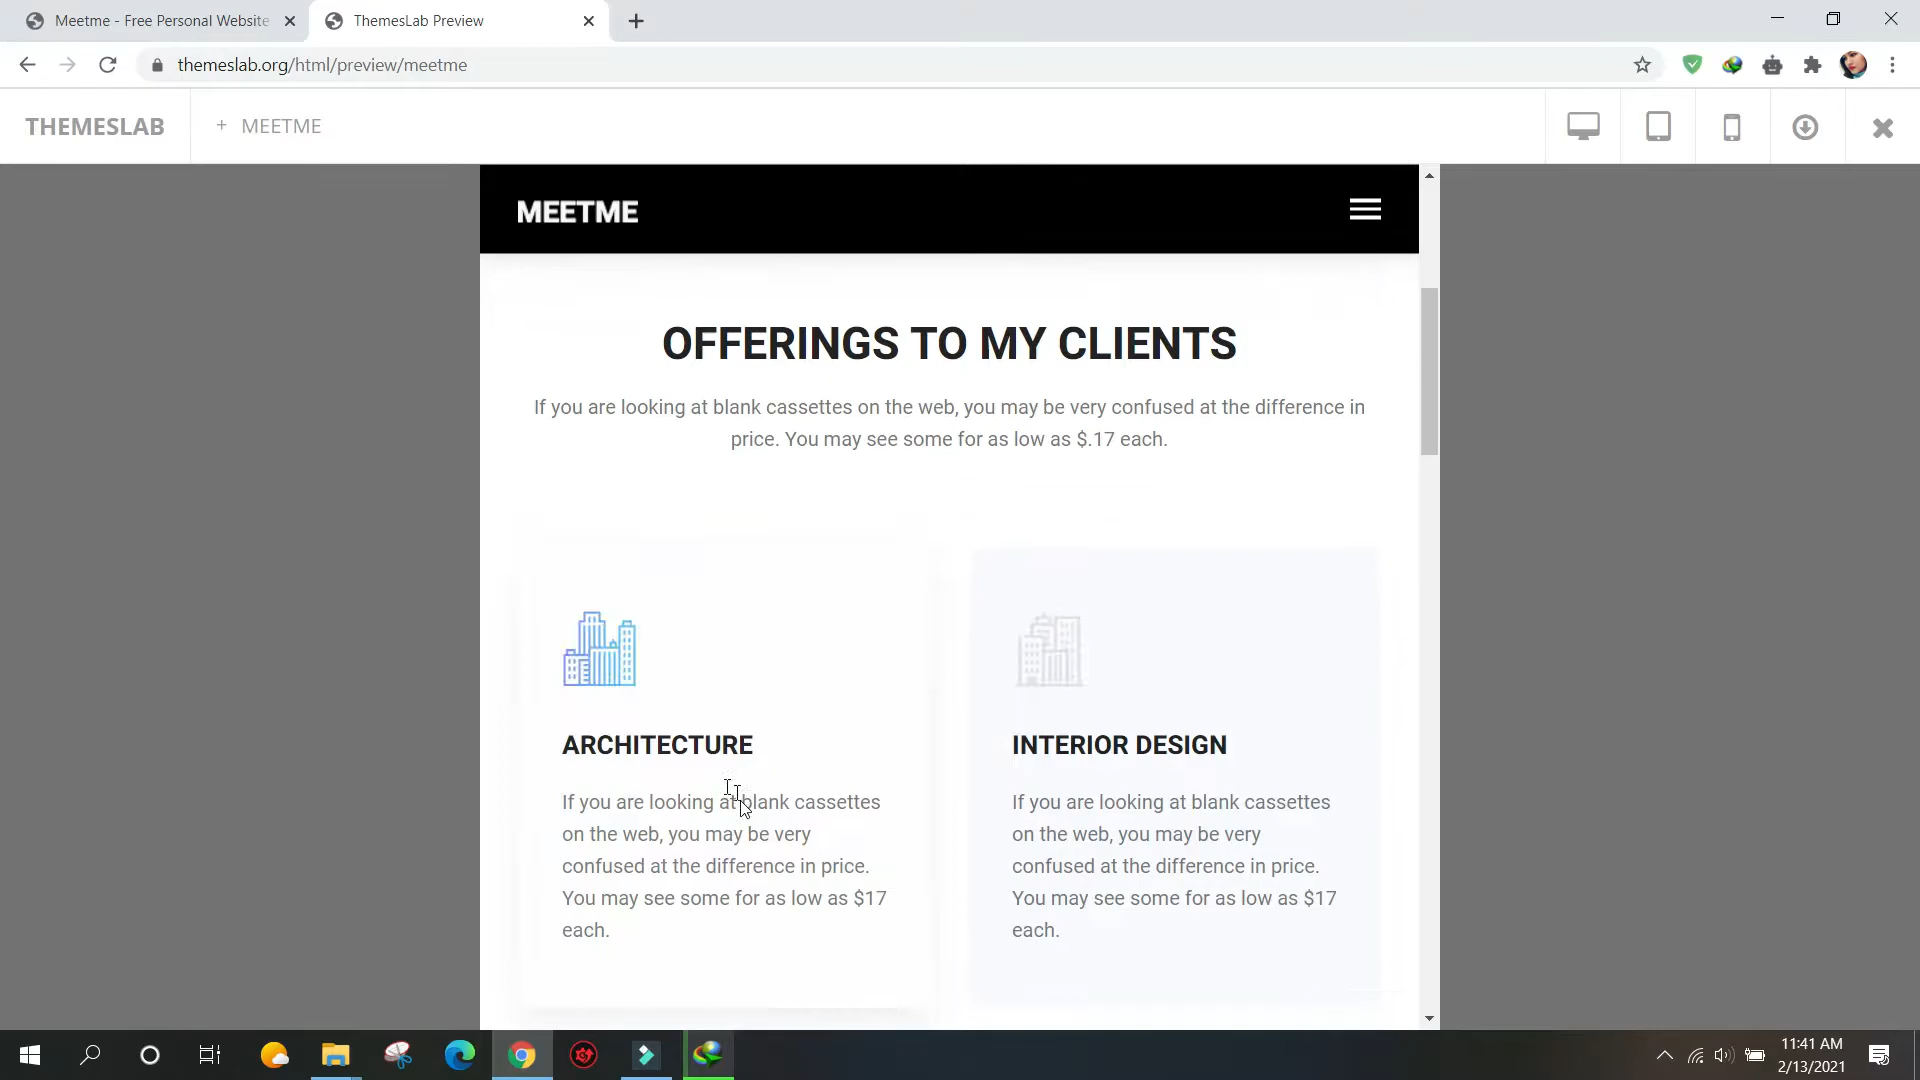 Meetme - Free Personal Website
ThemesLab Preview
themeslab.org/html/preview/meetme
THEMESLAB
+ MEETME
MEETME
OFFERINGS TO MY CLIENTS
If you are looking at blank cassettes on the web, you may be very confused at the difference in
price. You may see some for as low as $.17 each.
ARCHITECTURE
If you are looking at blank cassettes
on the web, you may be very
confused at the difference in price.
You may see some for as low as $17
each.
INTERIOR DESIGN
If you are looking at blank cassettes
on the web, you may be very
confused at the difference in price.
You may see some for as low as $17
each.
11:41 AM
2/13/2021